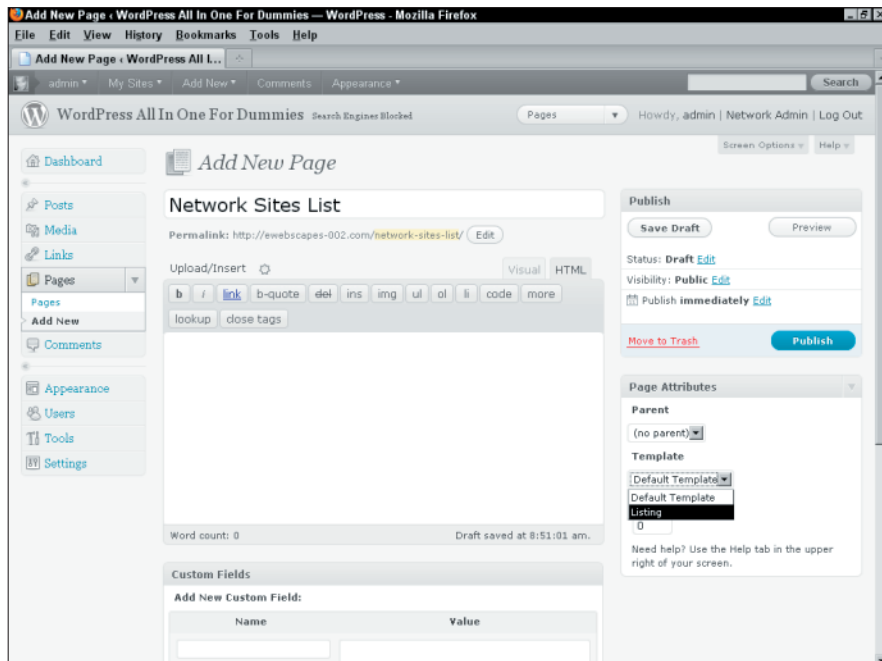 Add New Page ‹ WordPress All In One For Dummies — WordPress - Mozilla Firefox
File Edit View History Bookmarks Tools Help
Add New Page ‹ WordPress All I...
admin My Sites Add New Comments Appearance Search
WordPress All In One For Dummies Search Engines Blocked Pages Howdy, admin | Network Admin | Log Out
Screen Options Help
Dashboard
Posts
Media
Links
Pages
Pages
Add New
Comments
Appearance
Users
Tools
Settings
Add New Page
Network Sites List
Permalink: http://ewebscapes-002.com/network-sites-list/ Edit
Upload/Insert Visual HTML
b i link b-quote del ins img ul ol li code more
lookup close tags
Word count: 0 Draft saved at 8:51:01 am.
Custom Fields
Add New Custom Field:
Name Value
Publish
Save Draft Preview
Status: Draft Edit
Visibility: Public Edit
Publish immediately Edit
Move to Trash Publish
Page Attributes
Parent
(no parent)
Template
Default Template
Default Template
Listing
0
Need help? Use the Help tab in the upper
right of your screen.